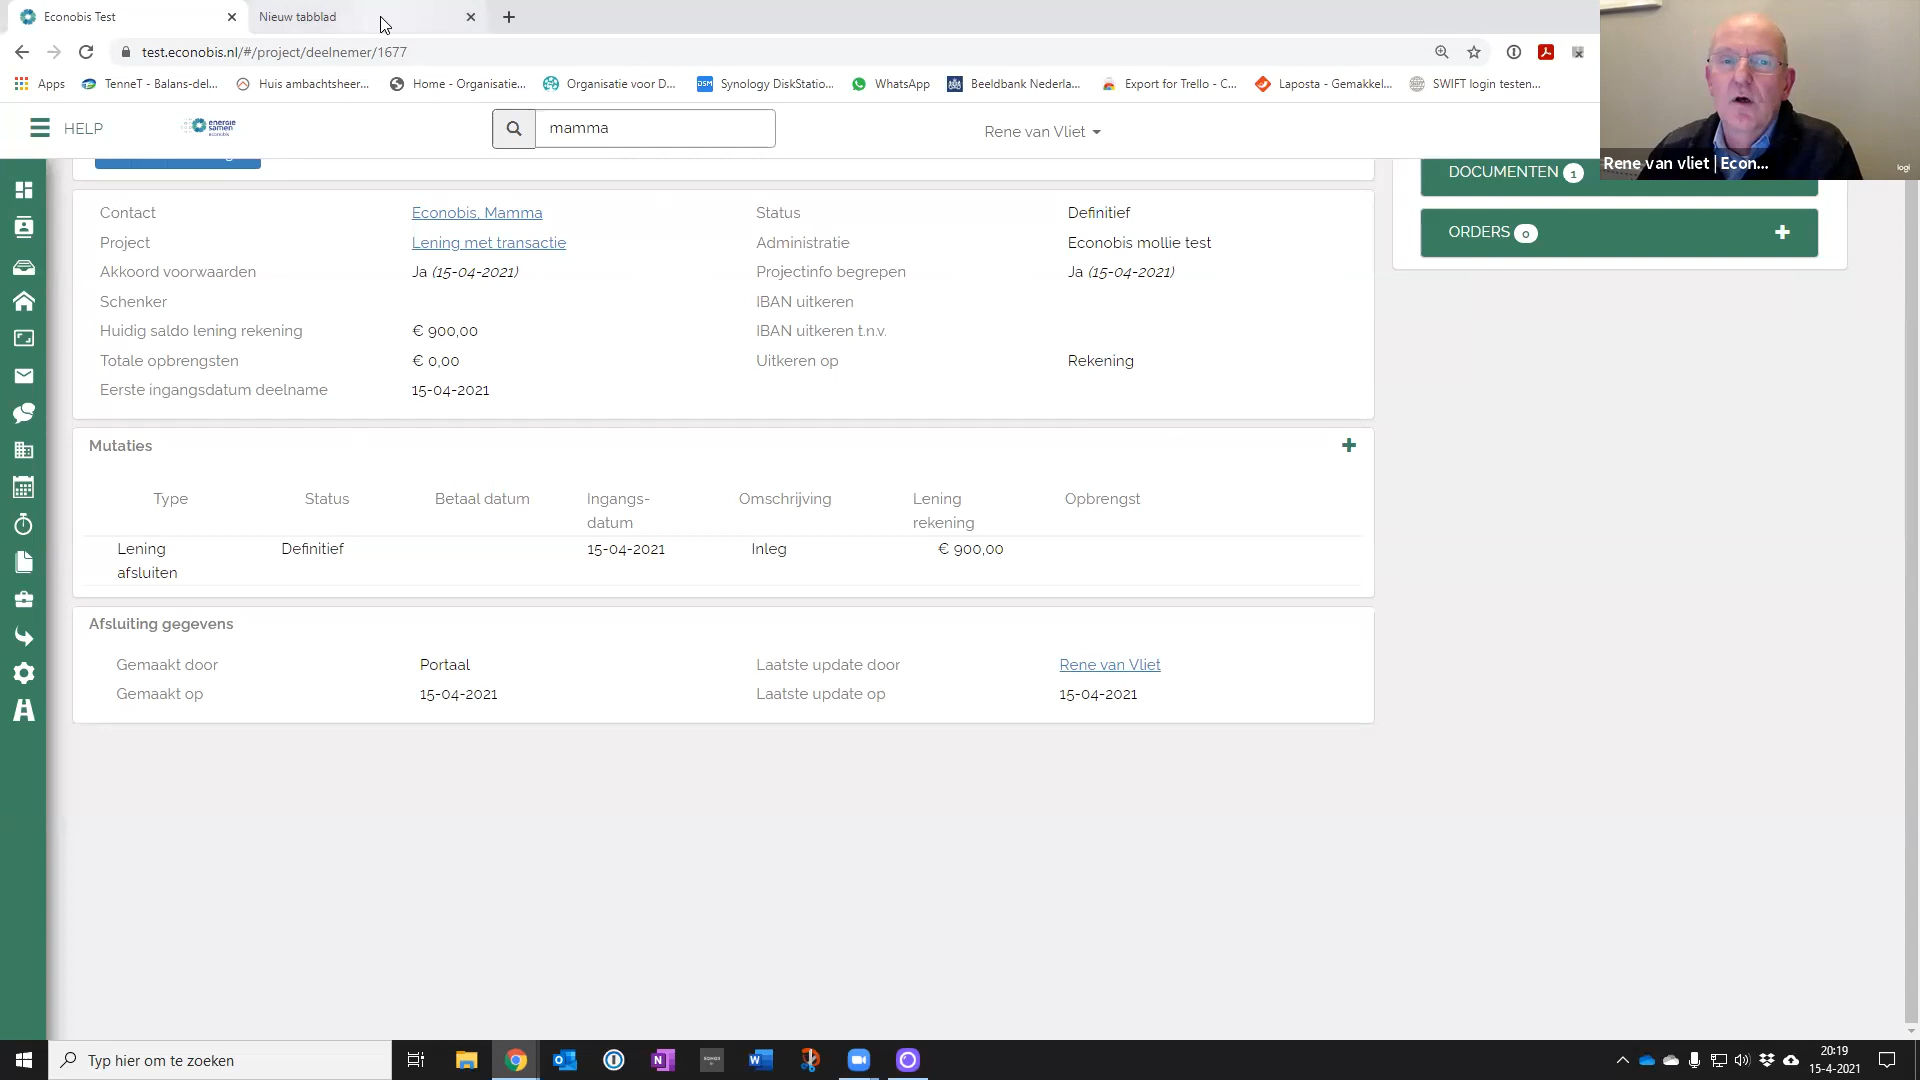 Econobis Test
Nieuw tabblad
test.econobis.nl/#/project/deelnemer/1677
Apps
TenneT - Balans-del...
Huis ambachtsheer...
Home - Organisatie...
Organisatie voor D...
Synology DiskStatio...
WhatsApp
Beeldbank Nederla...
Export for Trello - C...
Laposta - Gemakkel...
SWIFT login testen...
HELP
energie
samen
econobis
mamma
Rene van Vliet
Rene van vliet | Econ...
logi
DOCUMENTEN 1
ORDERS 0
Contact Econobis, Mamma Status Definitief
Project Lening met transactie Administratie Econobis mollie test
Akkoord voorwaarden Ja (15-04-2021) Projectinfo begrepen Ja (15-04-2021)
Schenker IBAN uitkeren
Huidig saldo lening rekening € 900,00 IBAN uitkeren t.n.v.
Totale opbrengsten € 0,00 Uitkeren op Rekening
Eerste ingangsdatum deelname 15-04-2021
Mutaties
Type Status Betaal datum Ingangs- Omschrijving Lening Opbrengst
datum rekening
Lening Definitief 15-04-2021 Inleg € 900,00
afsluiten
Afsluiting gegevens
Gemaakt door Portaal Laatste update door Rene van Vliet
Gemaakt op 15-04-2021 Laatste update op 15-04-2021
Typ hier om te zoeken
20:19
15-4-2021